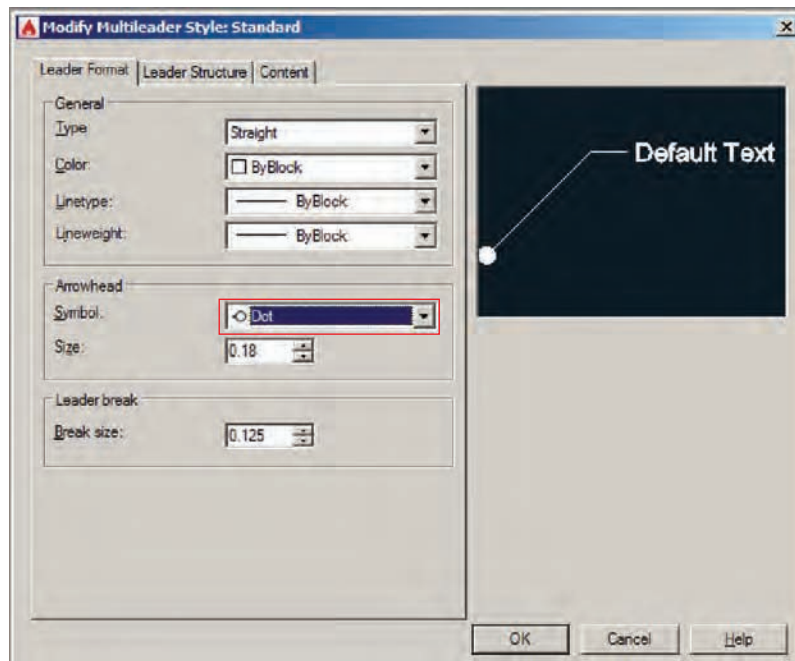 Modify Multileader Style: Standard
Leader Format Leader Structure Content
General
Type Straight
Color: ByBlock
Linetype: ByBlock
Lineweight: ByBlock
Arrowhead
Symbol: Dot
Size: 0.18
Leader break
Break size: 0.125
Default Text
OK Cancel Help